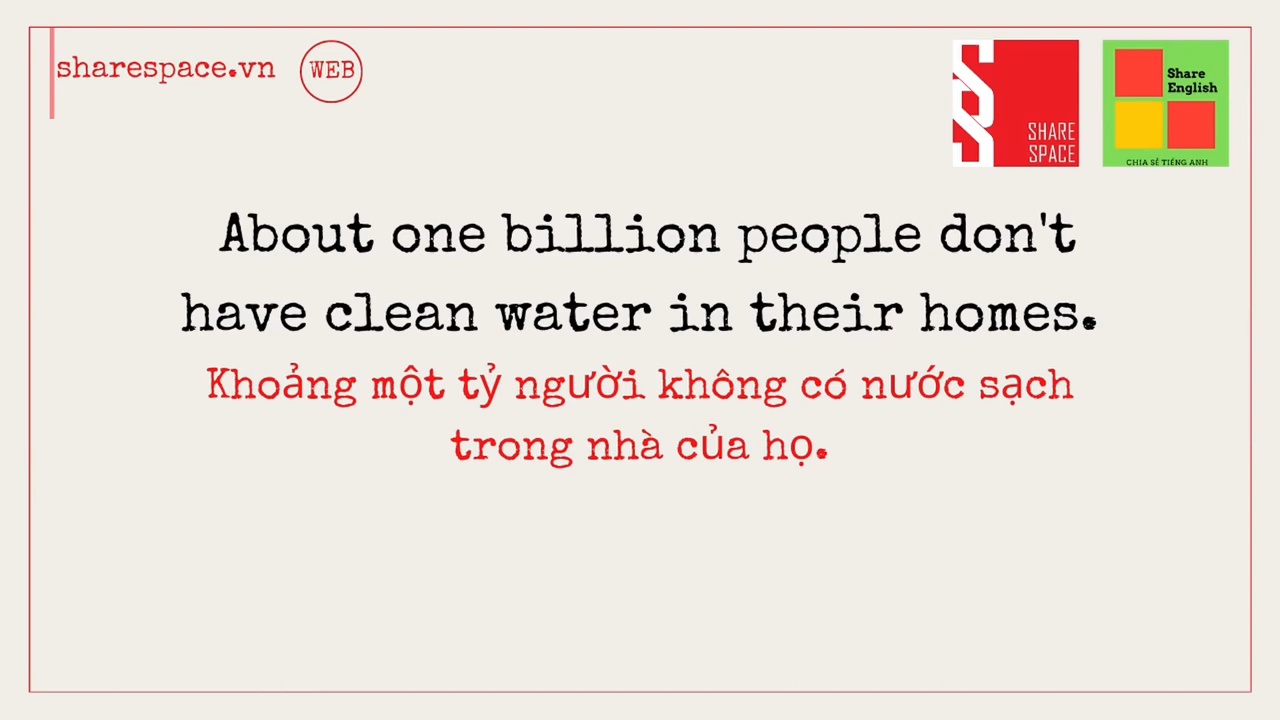 sharespace.vn WEB
SHARE
SPACE
Share
English
CHIA SẺ TIẾNG ANH
About one billion people don't
have clean water in their homes.
Khoảng một tỷ người không có nước sạch
trong nhà của họ.